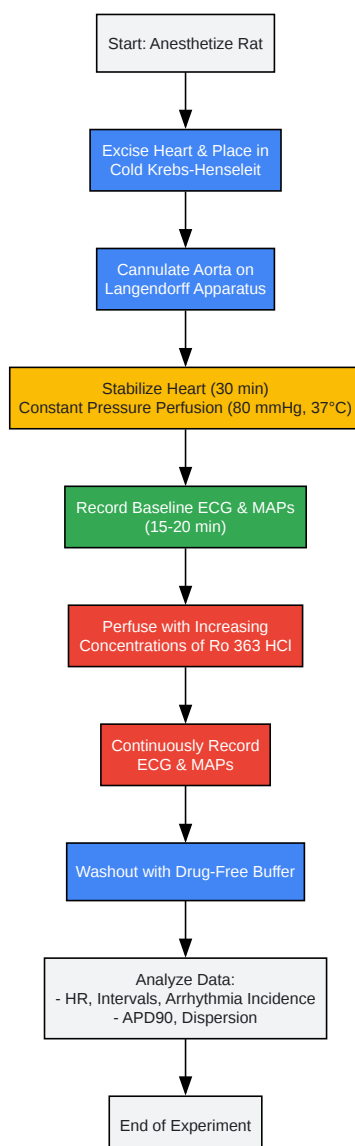 Start: Anesthetize Rat
Excise Heart & Place in
Cold Krebs-Henseleit
Cannulate Aorta on
Langendorff Apparatus
Stabilize Heart (30 min)
Constant Pressure Perfusion (80 mmHg, 37°C)
Record Baseline ECG & MAPs
(15-20 min)
Perfuse with Increasing
Concentrations of Ro 363 HCl
Continuously Record
ECG & MAPs
Washout with Drug-Free Buffer
Analyze Data:
- HR, Intervals, Arrhythmia Incidence
- APD90, Dispersion
End of Experiment